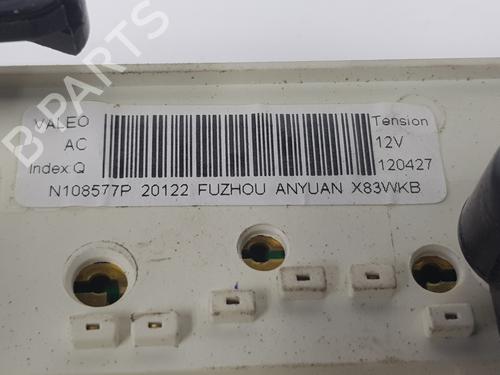 VALEO Tension
AC 12V
Index Q 120427
N108577P 20122 FUZHOU ANYUAN X83WKB
B-PARTS